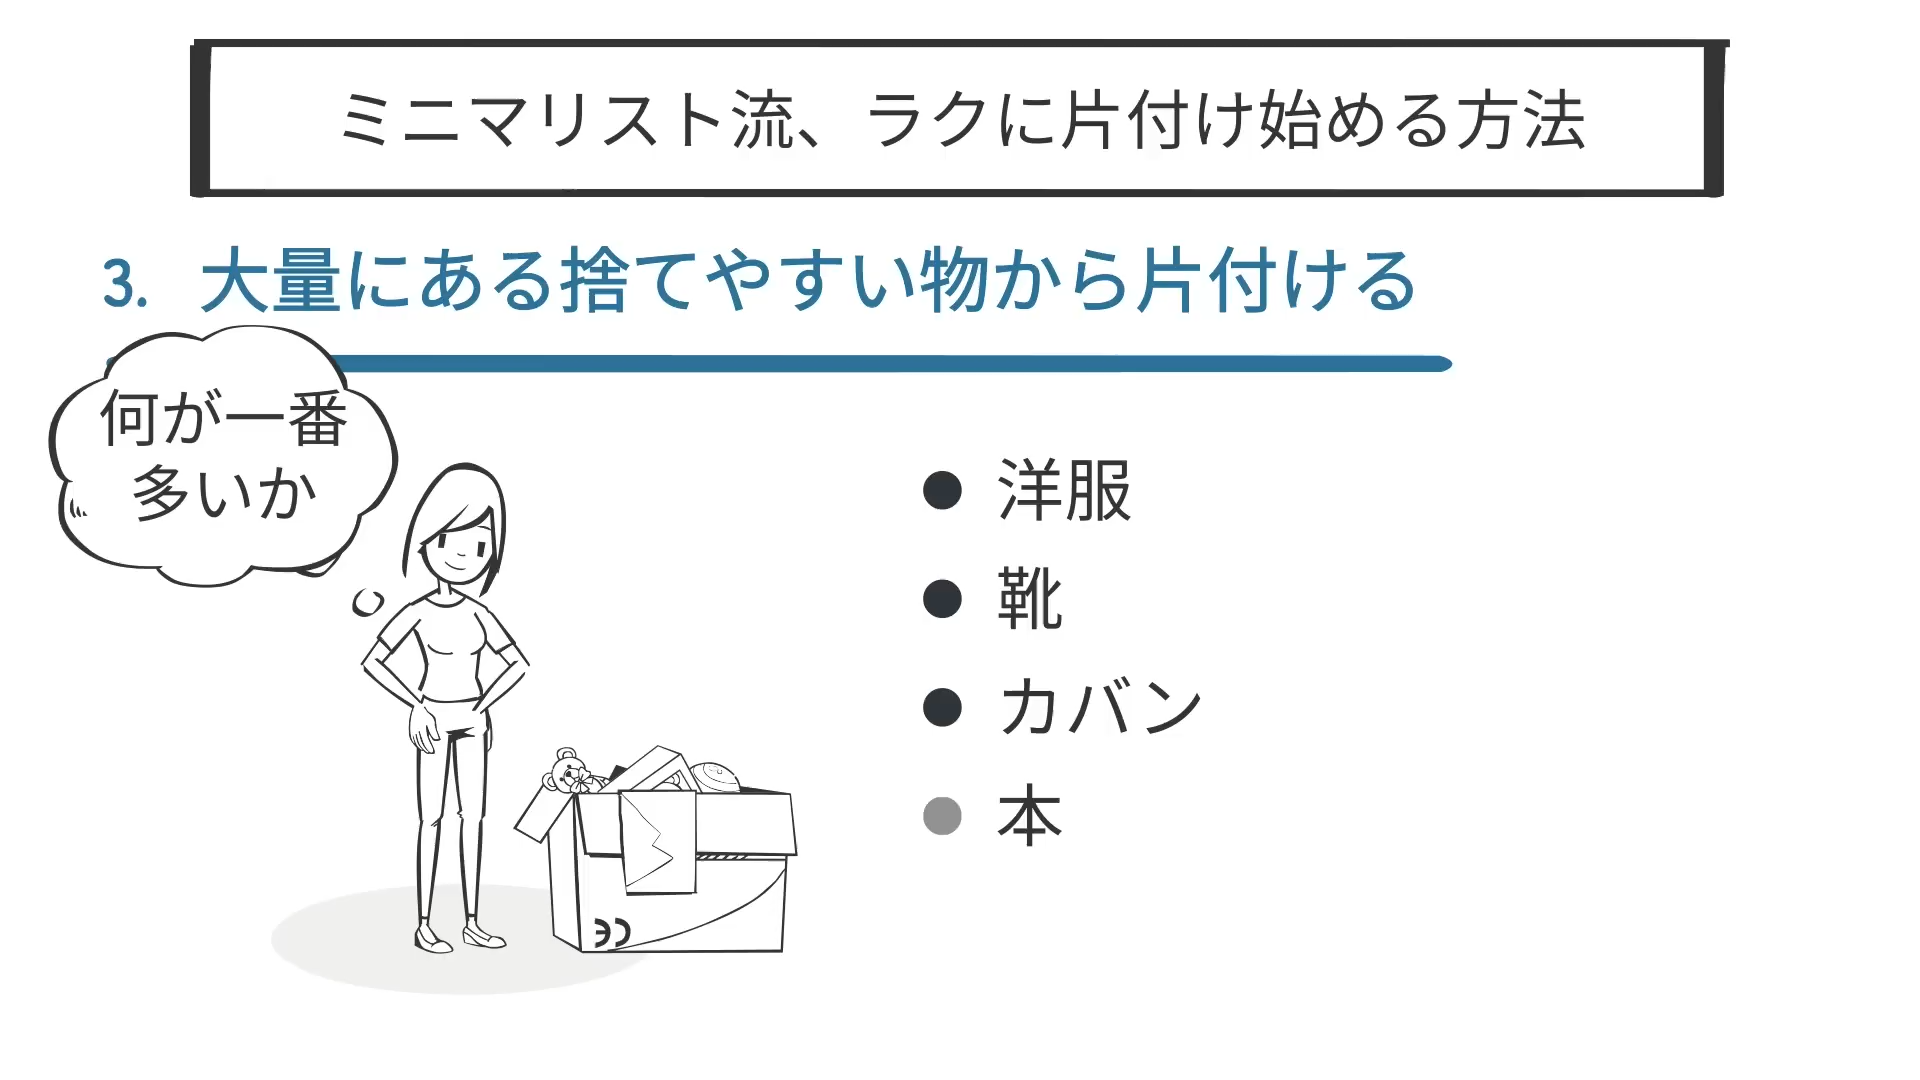 ミニマリスト流、ラクに片付け始める方法
3. 大量にある捨てやすい物から片付ける
何が一番
多いか
● 洋服
● 靴
● カバン
● 本